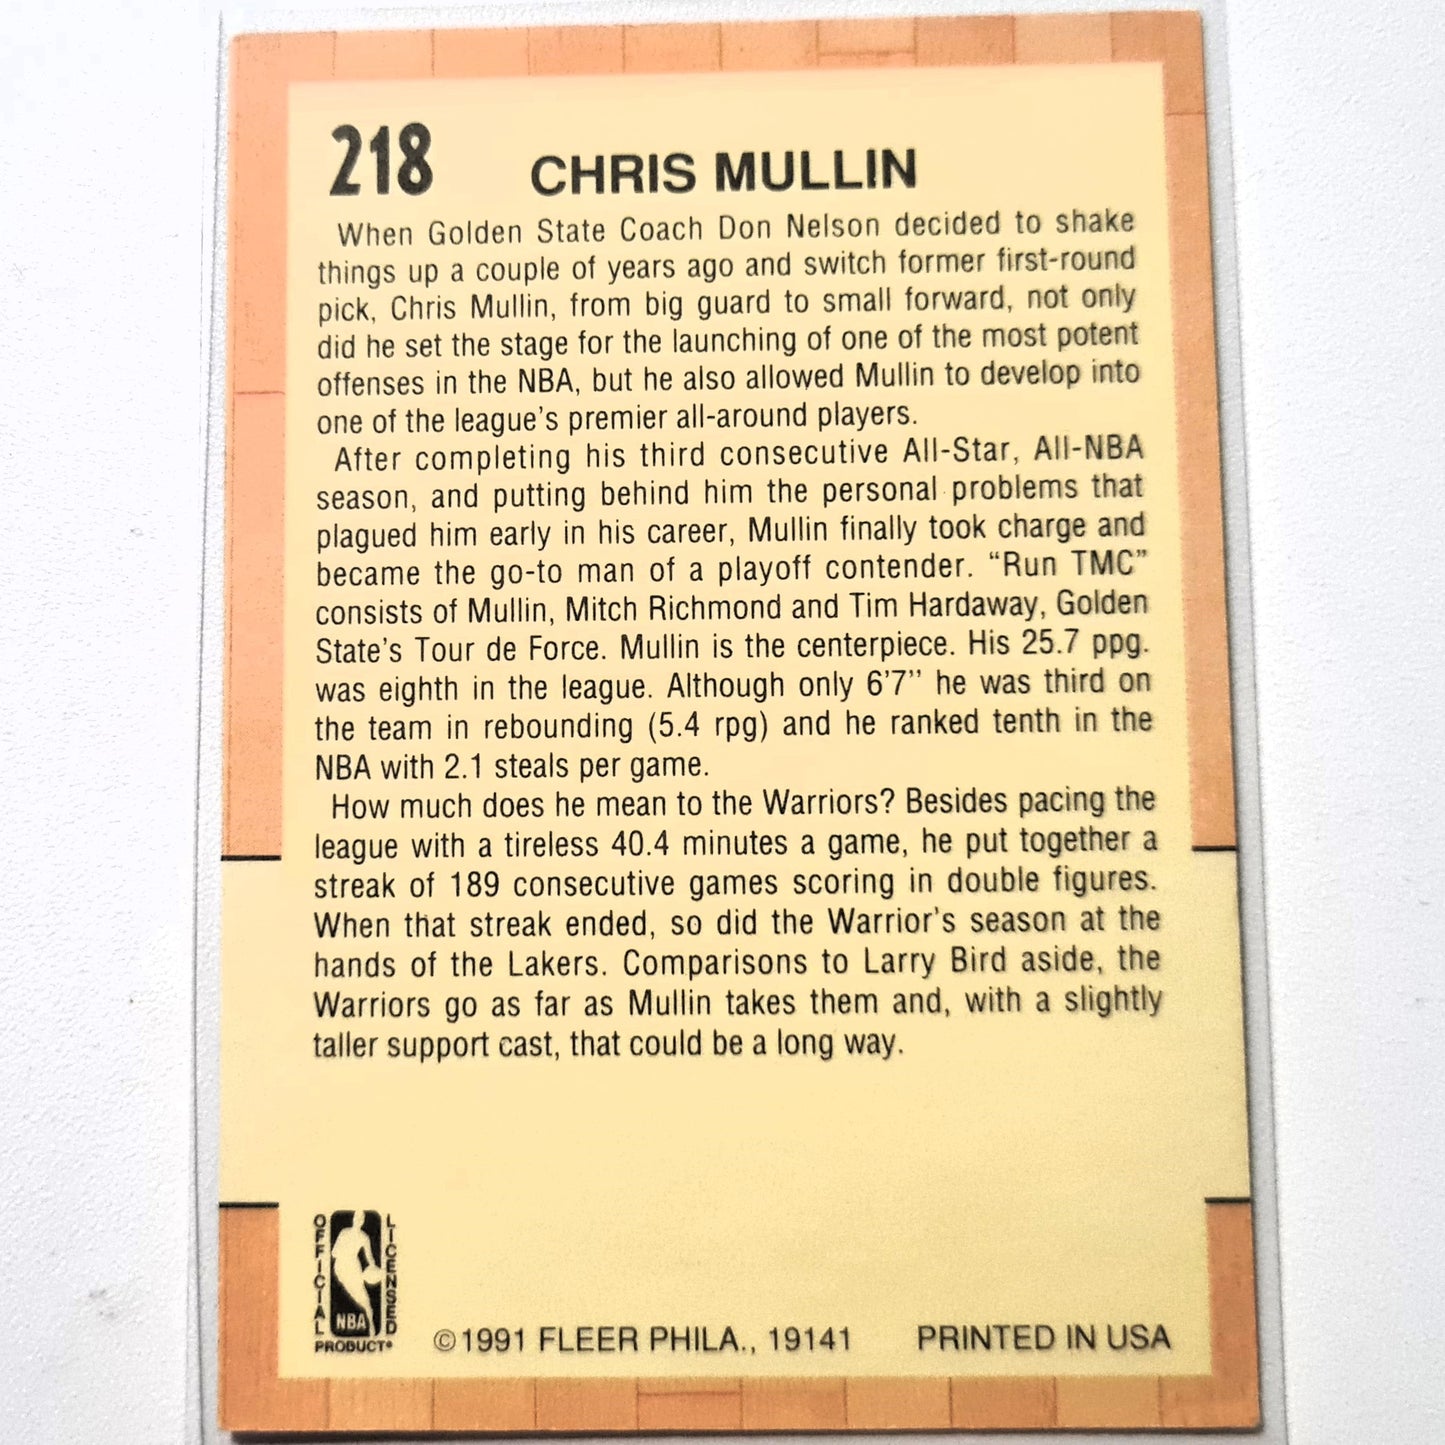 218
CHRIS MULLIN
When Golden State Coach Don Nelson decided to shake
things up a couple of years ago and switch former first-round
pick, Chris Mullin, from big guard to small forward, not only
did he set the stage for the launching of one of the most potent
offenses in the NBA, but he also allowed Mullin to develop into
one of the league's premier all-around players.
After completing his third consecutive All-Star, All-NBA
season, and putting behind him the personal problems that
plagued him early in his career, Mullin finally took charge and
became the go-to man of a playoff contender. “Run TMC”
consists of Mullin, Mitch Richmond and Tim Hardaway, Golden
State's Tour de Force. Mullin is the centerpiece. His 25.7 ppg.
was eighth in the league. Although only 6'7'' he was third on
the team in rebounding (5.4 rpg) and he ranked tenth in the
NBA with 2.1 steals per game.
How much does he mean to the Warriors? Besides pacing the
league with a tireless 40.4 minutes a game, he put together a
streak of 189 consecutive games scoring in double figures.
When that streak ended, so did the Warrior's season at the
hands of the Lakers. Comparisons to Larry Bird aside, the
Warriors go as far as Mullin takes them and, with a slightly
taller support cast, that could be a long way.
OFFICIAL
LICENSED
NBA
PRODUCT®
©1991 FLEER PHILA., 19141 PRINTED IN USA